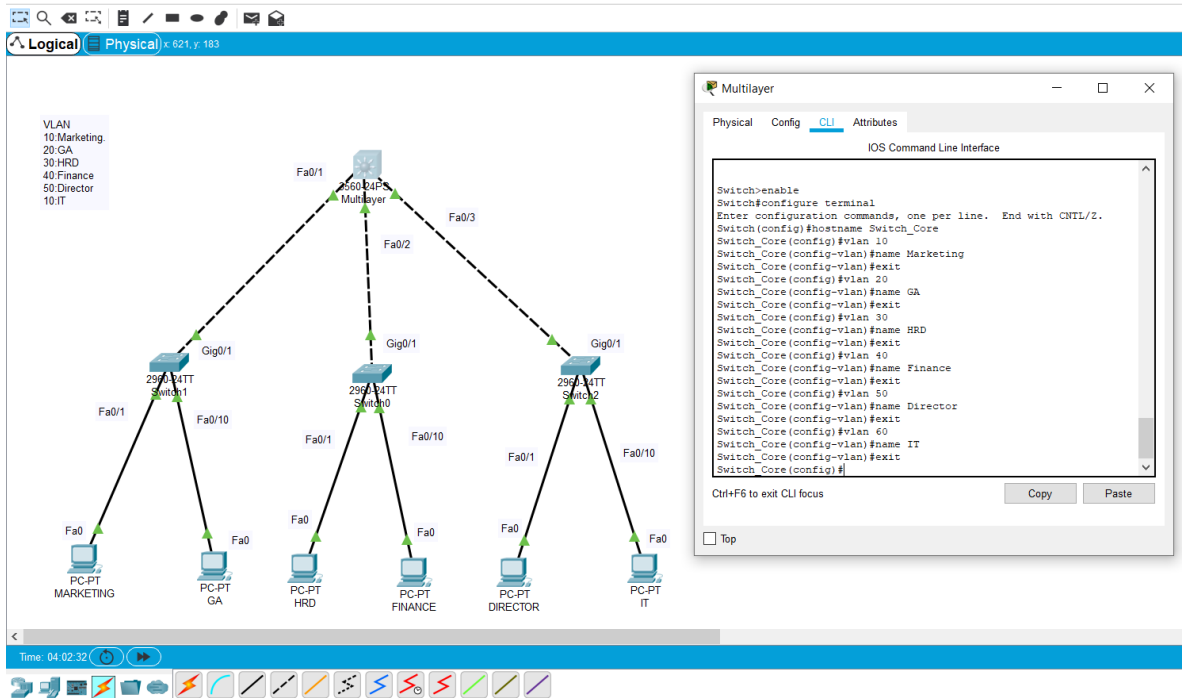 Logical
Physical
x: 621, y: 183
VLAN
10:Marketing.
20:GA
30:HRD
40:Finance
50:Director
10:IT
Fa0/1
3560-24PS
Multilayer
Fa0/3
Fa0/2
Gig0/1
Gig0/1
Gig0/1
2960-24TT
Switch1
2960-24TT
Switch0
2960-24TT
Switch2
Fa0/1
Fa0/10
Fa0/1
Fa0/10
Fa0/1
Fa0/10
Fa0
Fa0
Fa0
Fa0
Fa0
Fa0
PC-PT
MARKETING
PC-PT
GA
PC-PT
HRD
PC-PT
FINANCE
PC-PT
DIRECTOR
PC-PT
IT
Multilayer
Physical
Config
CLI
Attributes
IOS Command Line Interface
Switch>enable
Switch#configure terminal
Enter configuration commands, one per line. End with CNTL/Z.
Switch(config)#hostname Switch_Core
Switch_Core(config)#vlan 10
Switch_Core(config-vlan)#name Marketing
Switch_Core(config-vlan)#exit
Switch_Core(config)#vlan 20
Switch_Core(config-vlan)#name GA
Switch_Core(config-vlan)#exit
Switch_Core(config)#vlan 30
Switch_Core(config-vlan)#name HRD
Switch_Core(config-vlan)#exit
Switch_Core(config)#vlan 40
Switch_Core(config-vlan)#name Finance
Switch_Core(config-vlan)#exit
Switch_Core(config)#vlan 50
Switch_Core(config-vlan)#name Director
Switch_Core(config-vlan)#exit
Switch_Core(config)#vlan 60
Switch_Core(config-vlan)#name IT
Switch_Core(config-vlan)#exit
Switch_Core(config)#
Ctrl+F6 to exit CLI focus
Copy
Paste
Top
Time: 04:02:32